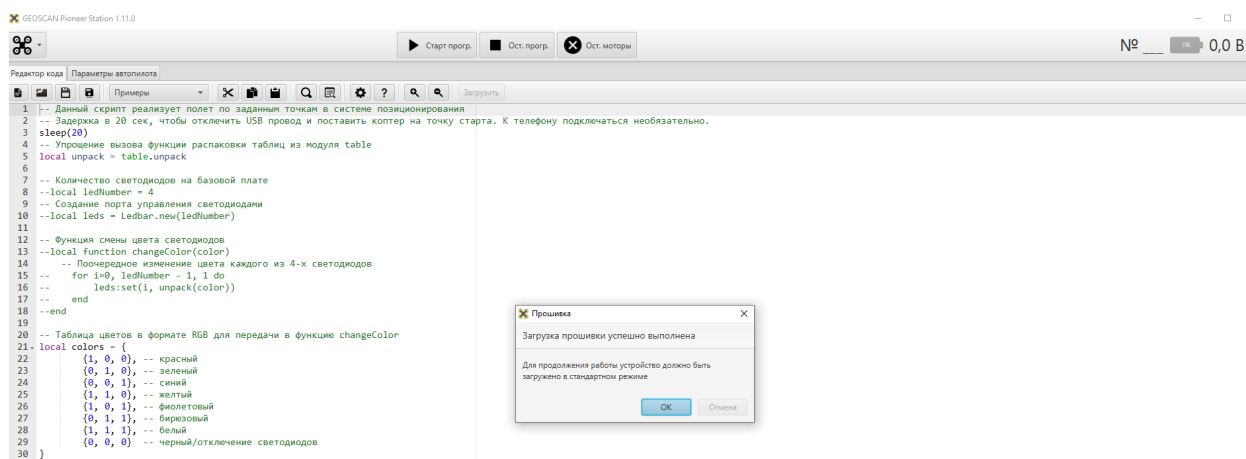 GEOSCAN Pioneer Station 1.11.0
Старт прогр. Ост. прогр. Ост. моторы № ___ 0% 0,0 В
Редактор кода Параметры автопилота
Примеры Загрузить
1 -- Данный скрипт реализует полет по заданным точкам в системе позиционирования
2 -- Задержка в 20 сек, чтобы отключить USB провод и поставить коптер на точку старта. К телефону подключаться необязательно.
3 sleep(20)
4 -- Упрощение вызова функции распаковки таблиц из модуля table
5 local unpack = table.unpack
6
7 -- Количество светодиодов на базовой плате
8 --local ledNumber = 4
9 -- Создание порта управления светодиодами
10 --local leds = Ledbar.new(ledNumber)
11
12 -- Функция смены цвета светодиодов
13 --local function changeColor(color)
14 -- Поочередное изменение цвета каждого из 4-х светодиодов
15 -- for i=0, ledNumber - 1, 1 do
16 -- leds:set(i, unpack(color))
17 -- end
18 --end
19
20 -- Таблица цветов в формате RGB для передачи в функцию changeColor
21 local colors = {
22 {1, 0, 0}, -- красный
23 {0, 1, 0}, -- зеленый
24 {0, 0, 1}, -- синий
25 {1, 1, 0}, -- желтый
26 {1, 0, 1}, -- фиолетовый
27 {0, 1, 1}, -- бирюзовый
28 {1, 1, 1}, -- белый
29 {0, 0, 0} -- черный/отключение светодиодов
30 }
Прошивка
Загрузка прошивки успешно выполнена
Для продолжения работы устройство должно быть
загружено в стандартном режиме
OK Отмена